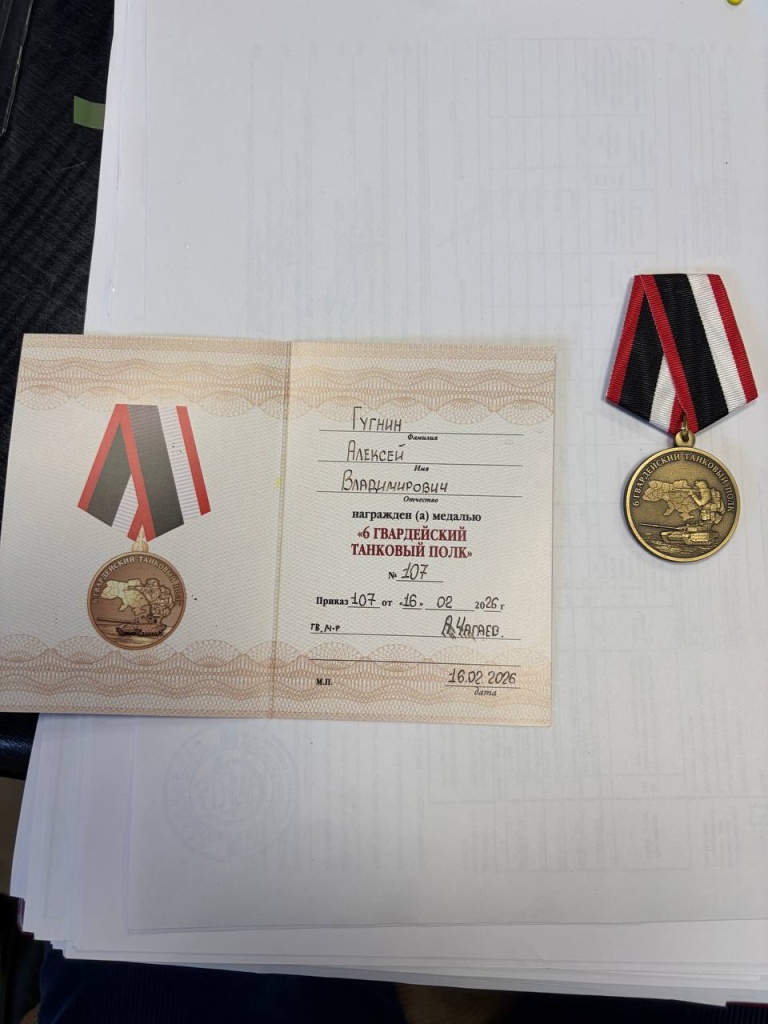 Гугнин
Фамилия
Алексей
Имя
Владимирович
Отчество
награжден (а) медалью
«6 ГВАРДЕЙСКИЙ
ТАНКОВЫЙ ПОЛК»
№ 107
Приказ 107 от «16» 02 2026 г
ГВ. М-Р А.Чагаев.
М.П. 16.02.2026
дата
6 ГВАРДЕЙСКИЙ ТАНКОВЫЙ ПОЛК
6 ГВАРДЕЙСКИЙ ТАНКОВЫЙ ПОЛК